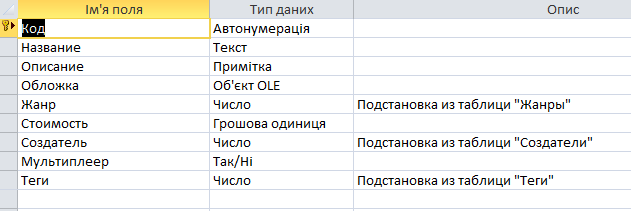 Ім'я поля Тип даних Опис
Код Автонумерація
Название Текст
Описание Примітка
Обложка Об'єкт OLE
Жанр Число Подстановка из таблици "Жанры"
Стоимость Грошова одиниця
Создатель Число Подстановка из таблици "Создатели"
Мультиплеер Так/Ні
Теги Число Подстановка из таблици "Теги"